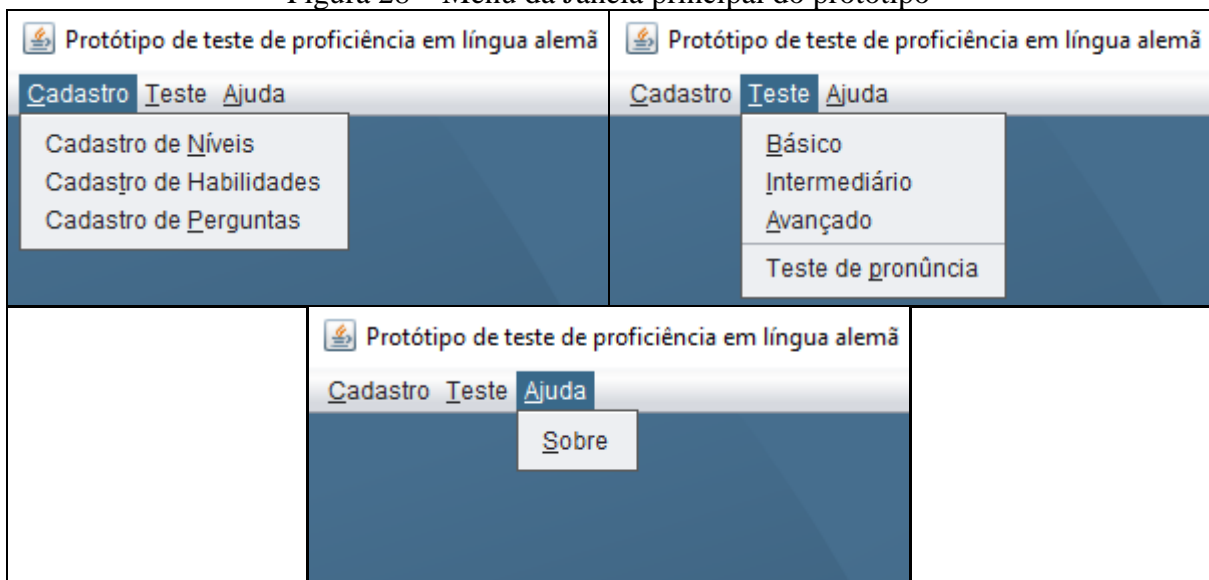 Figura 28 – Menu da janela principal do protótipo
Protótipo de teste de proficiência em língua alemã
Cadastro Teste Ajuda
Cadastro de Níveis
Cadastro de Habilidades
Cadastro de Perguntas
Protótipo de teste de proficiência em língua alemã
Cadastro Teste Ajuda
Básico
Intermediário
Avançado
Teste de pronûncia
Protótipo de teste de proficiência em língua alemã
Cadastro Teste Ajuda
Sobre